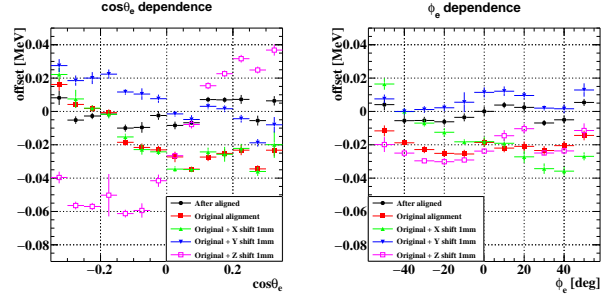 cosθe dependence
offset [MeV]
0.04
0.02
0
−0.02
−0.04
−0.06
−0.08
After aligned
Original alignment
Original + X shift 1mm
Original + Y shift 1mm
Original + Z shift 1mm
−0.2 0 0.2
cosθe
ϕe dependence
offset [MeV]
0.04
0.02
0
−0.02
−0.04
−0.06
−0.08
After aligned
Original alignment
Original + X shift 1mm
Original + Y shift 1mm
Original + Z shift 1mm
−40 −20 0 20 40
ϕe [deg]